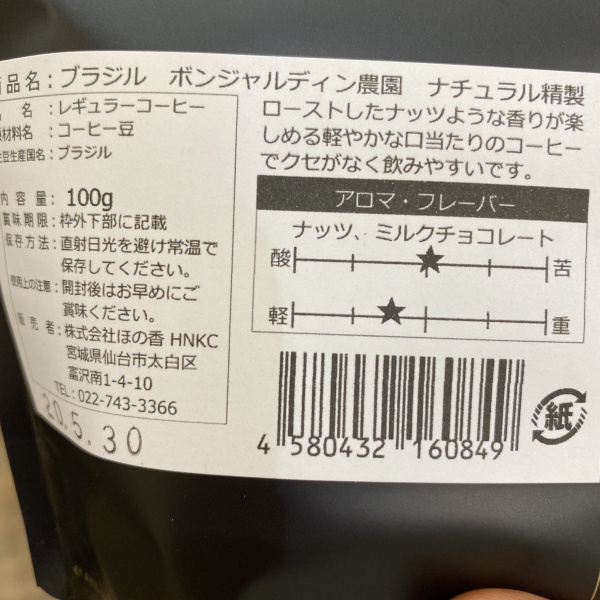 商品名：ブラジル　ボンジャルディン農園　ナチュラル精製
品　名：レギュラーコーヒー
原材料名：コーヒー豆
生豆生産国名：ブラジル
内容量：100g
賞味期限：枠外下部に記載
保存方法：直射日光を避け常温で
保存してください。
使用上の注意：開封後はお早めにご
賞味ください。
販売者：株式会社ほの香 HNKC
宮城県仙台市太白区
富沢南1-4-10
TEL：022-743-3366
20.5.30
ローストしたナッツような香りが楽
しめる軽やかな口当たりのコーヒー
でクセがなく飲みやすいです。
アロマ・フレーバー
ナッツ、ミルクチョコレート
酸 苦
軽 重
4 580432 160849
紙